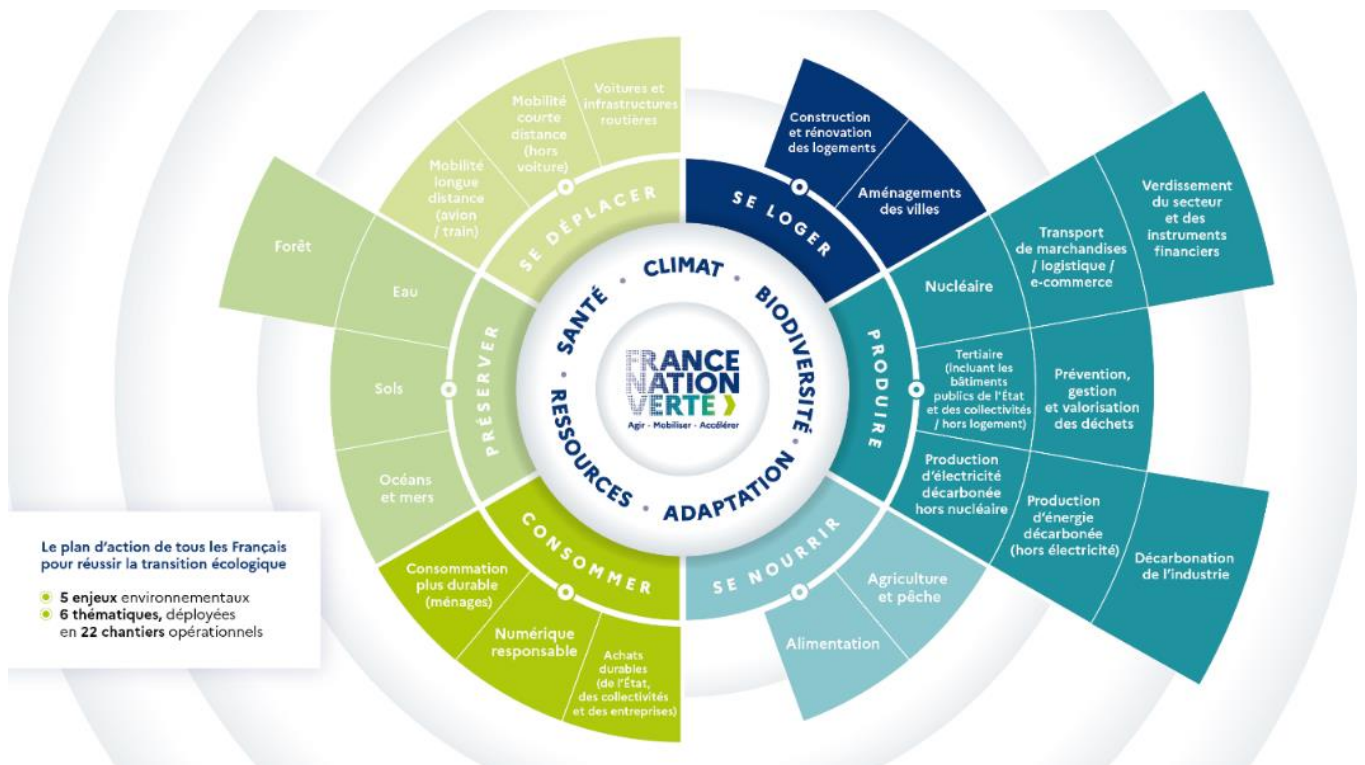 Voitures et
infrastructures
routières
Mobilité
courte
distance
(hors
voiture)
Mobilité
longue
distance
(avion
/ train)
SE DÉPLACER
Construction
et rénovation
des logements
Aménagements
des villes
SE LOGER
Verdissement
du secteur
et des
instruments
financiers
Transport
de marchandises
/ logistique /
e-commerce
Nucléaire
Tertiaire
(incluant les
bâtiments
publics de l'État
et des collectivités
/ hors logement)
Prévention,
gestion
et valorisation
des déchets
Production
d'électricité
décarbonée
hors nucléaire
Production
d'énergie
décarbonée
(hors électricité)
Décarbonation
de l'industrie
PRODUIRE
Agriculture
et pêche
Alimentation
SE NOURRIR
Consommation
plus durable
(ménages)
Numérique
responsable
Achats
durables
(de l'État,
des collectivités
et des entreprises)
CONSOMMER
Forêt
Eau
Sols
Océans
et mers
PRÉSERVER
SANTÉ • CLIMAT • BIODIVERSITÉ • ADAPTATION • RESSOURCES •
FRANCE
NATION
VERTE
Agir - Mobiliser - Accélérer
Le plan d'action de tous les Français
pour réussir la transition écologique
5 enjeux environnementaux
6 thématiques, déployées
en 22 chantiers opérationnels